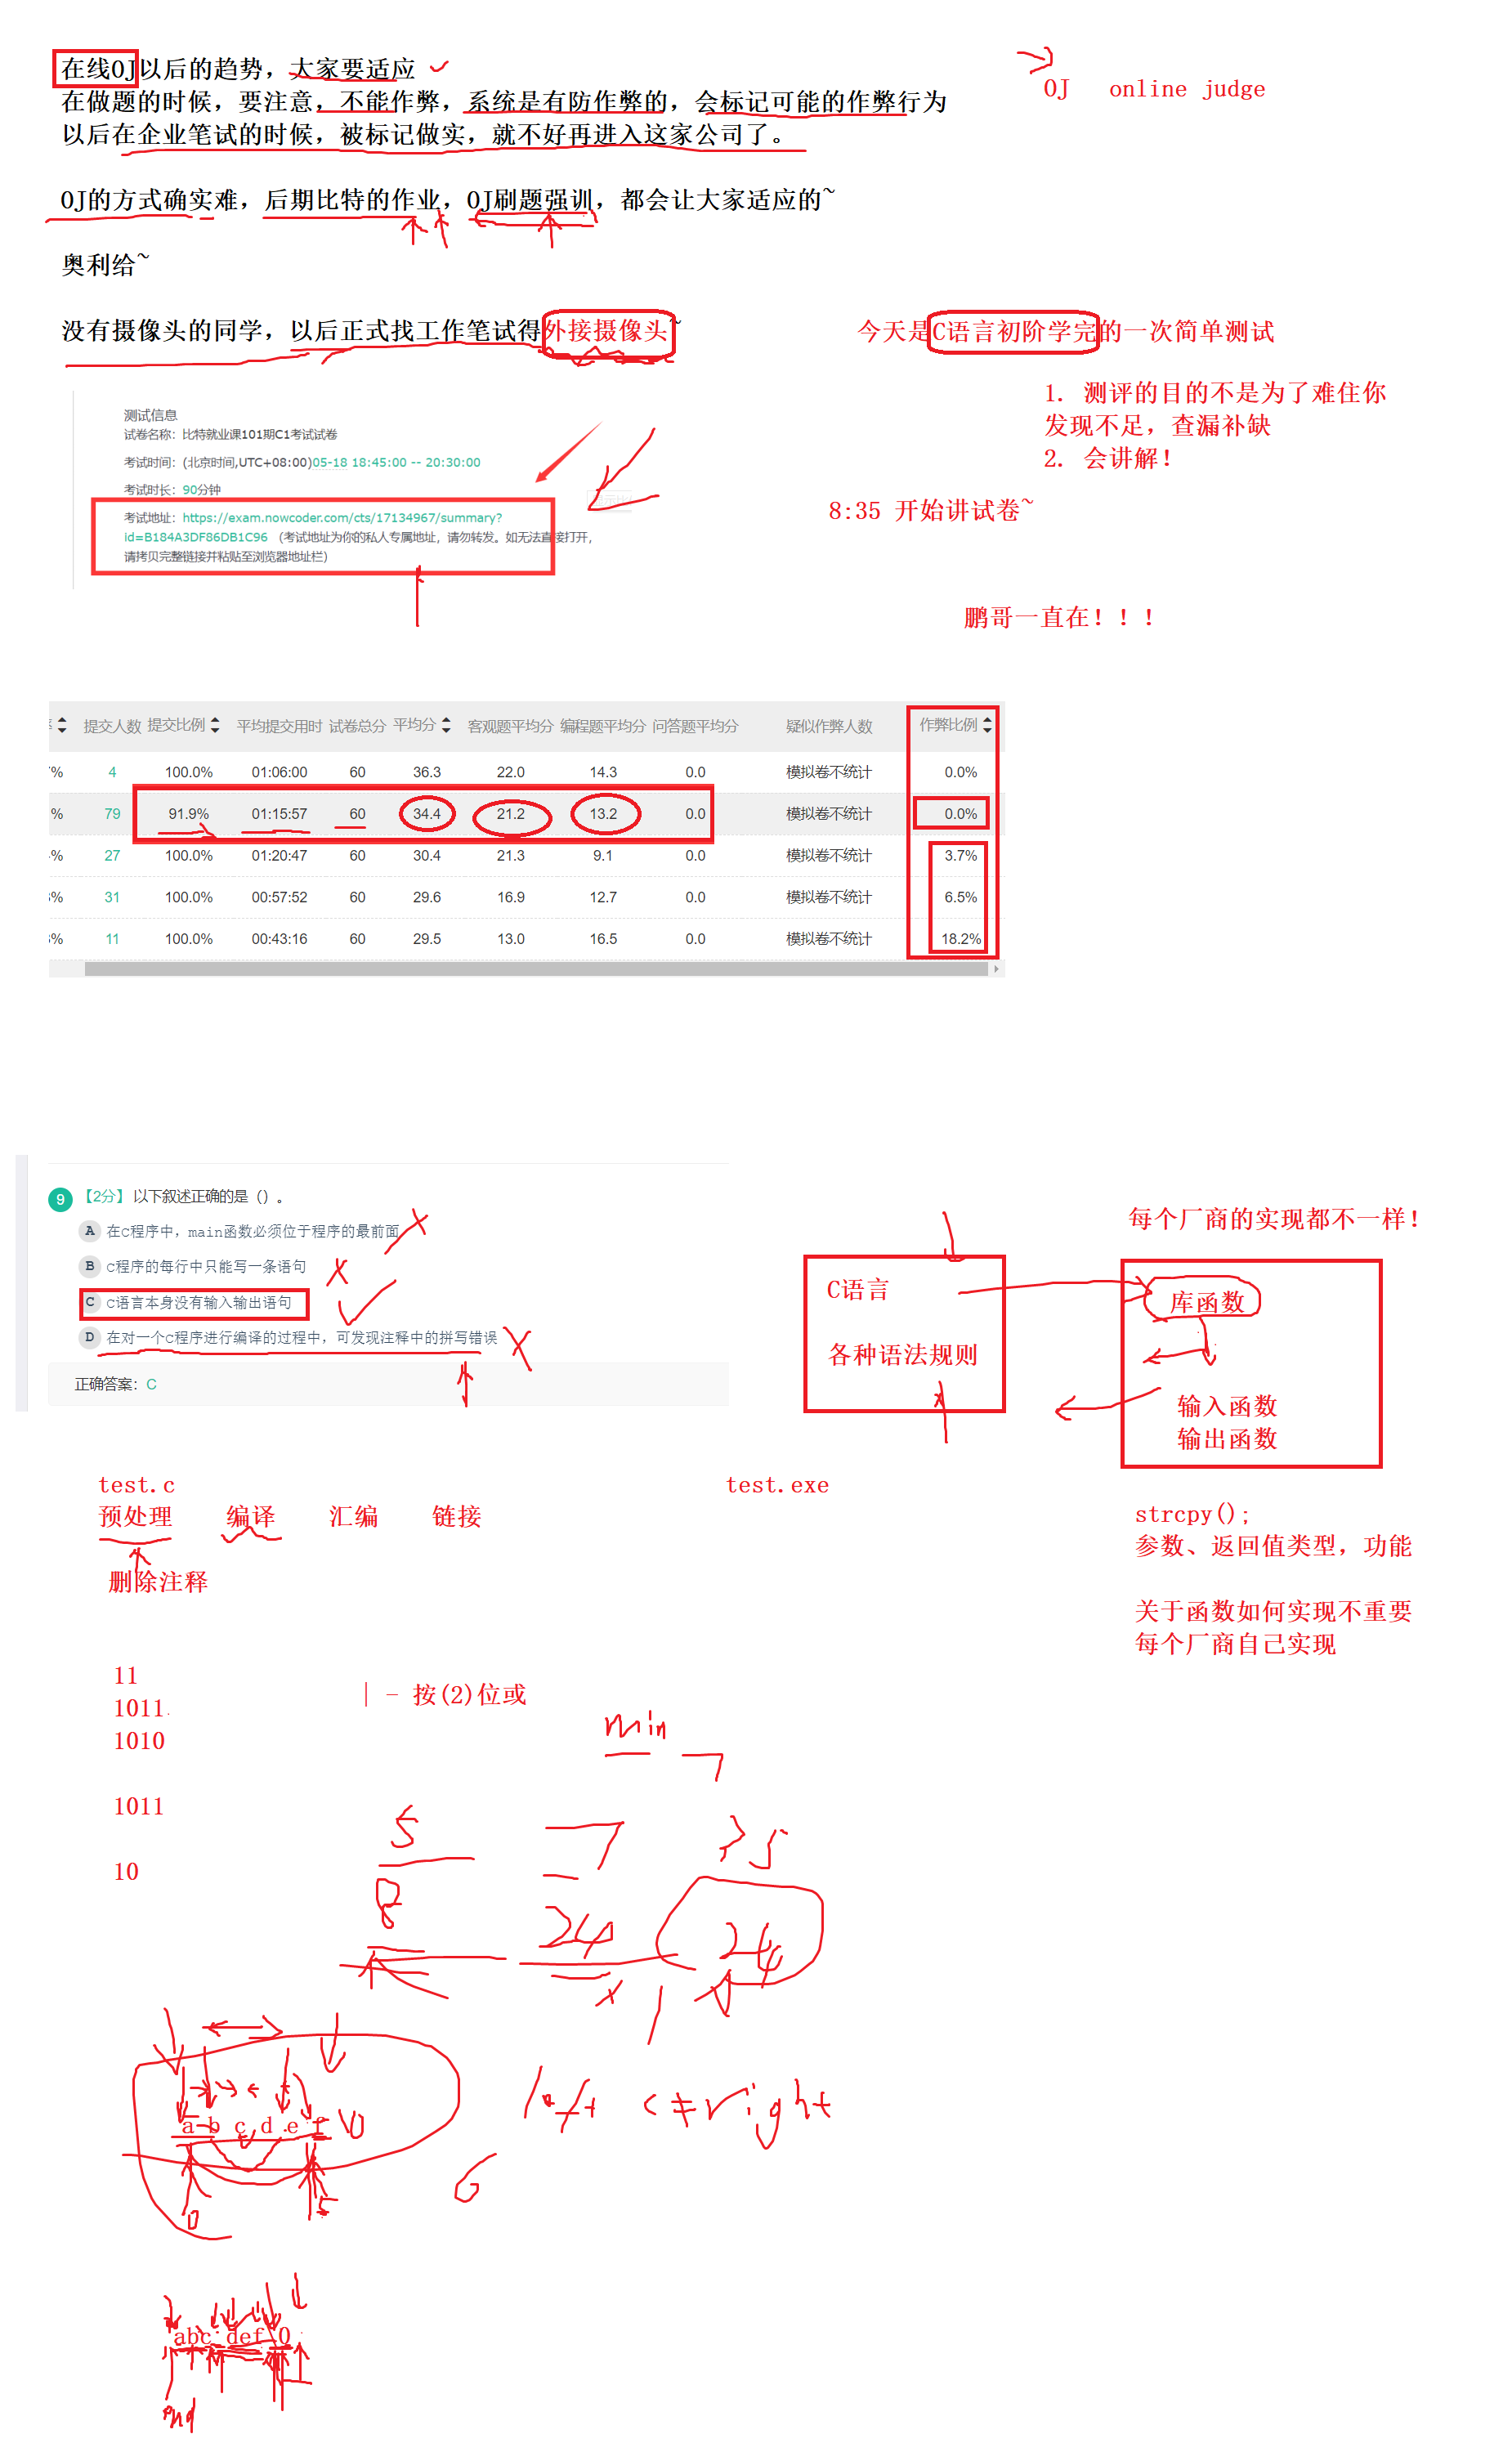 在线OJ以后的趋势，大家要适应
OJ online judge
在做题的时候，要注意，不能作弊，系统是有防作弊的，会标记可能的作弊行为
以后在企业笔试的时候，被标记做实，就不好再进入这家公司了。
OJ的方式确实难，后期比特的作业，OJ刷题强训，都会让大家适应的~
奥利给~
没有摄像头的同学，以后正式找工作笔试得外接摄像头~
今天是C语言初阶学完的一次简单测试
1. 测评的目的不是为了难住你
发现不足，查漏补缺
2. 会讲解！
8:35 开始讲试卷~
鹏哥一直在！！！
测试信息
试卷名称：比特就业课101期C1考试试卷
考试时间：(北京时间,UTC+08:00)05-18 18:45:00 -- 20:30:00
考试时长：90分钟
考试地址：https://exam.nowcoder.com/cts/17134967/summary?
id=B184A3DF86DB1C96 （考试地址为你的私人专属地址，请勿转发。如无法直接打开，
请拷贝完整链接并粘贴至浏览器地址栏）
提交人数 提交比例 平均提交用时 试卷总分 平均分 客观题平均分 编程题平均分 问答题平均分 疑似作弊人数 作弊比例
% 4 100.0% 01:06:00 60 36.3 22.0 14.3 0.0 模拟卷不统计 0.0%
% 79 91.9% 01:15:57 60 34.4 21.2 13.2 0.0 模拟卷不统计 0.0%
% 27 100.0% 01:20:47 60 30.4 21.3 9.1 0.0 模拟卷不统计 3.7%
% 31 100.0% 00:57:52 60 29.6 16.9 12.7 0.0 模拟卷不统计 6.5%
% 11 100.0% 00:43:16 60 29.5 13.0 16.5 0.0 模拟卷不统计 18.2%
9 【2分】以下叙述正确的是（）。
A 在C程序中，main函数必须位于程序的最前面
B C程序的每行中只能写一条语句
C C语言本身没有输入输出语句
D 在对一个C程序进行编译的过程中，可发现注释中的拼写错误
正确答案：C
每个厂商的实现都不一样！
C语言
各种语法规则
库函数
输入函数
输出函数
strcpy();
参数、返回值类型，功能
关于函数如何实现不重要
每个厂商自己实现
test.c test.exe
预处理 编译 汇编 链接
删除注释
11
1011
1010
1011
10
| - 按(2)位或
min
5 7
8 24 24
a b c d e f \0
left < right
0 5
6
abc def \0
end